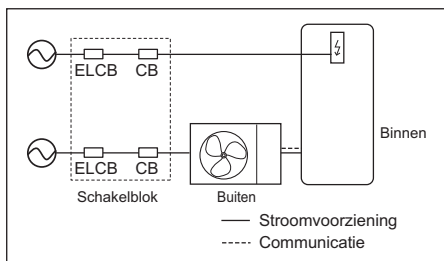 ELCB CB
Binnen
ELCB CB
Schakelblok Buiten
Stroomvoorziening
Communicatie